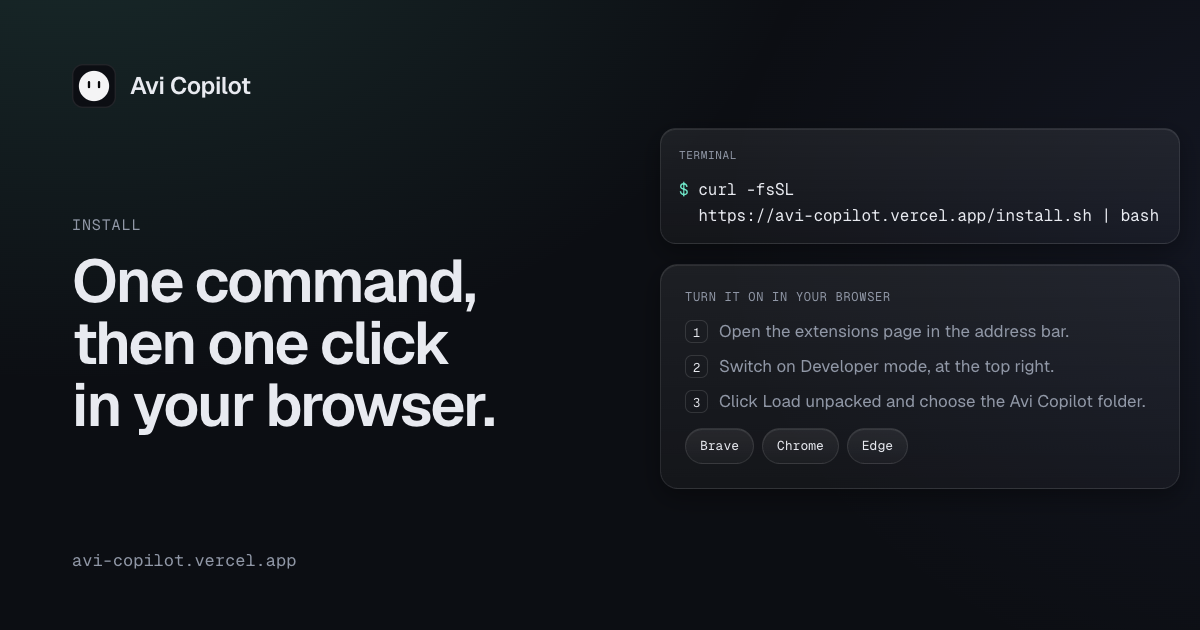 Avi Copilot
INSTALL
One command,
then one click
in your browser.
avi-copilot.vercel.app
TERMINAL
$ curl -fsSL
https://avi-copilot.vercel.app/install.sh | bash
TURN IT ON IN YOUR BROWSER
1 Open the extensions page in the address bar.
2 Switch on Developer mode, at the top right.
3 Click Load unpacked and choose the Avi Copilot folder.
Brave Chrome Edge